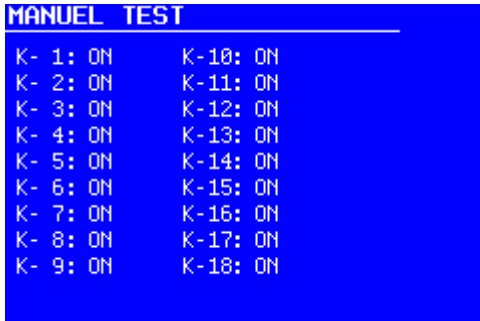 MANUEL TEST
K- 1: ON K-10: ON
K- 2: ON K-11: ON
K- 3: ON K-12: ON
K- 4: ON K-13: ON
K- 5: ON K-14: ON
K- 6: ON K-15: ON
K- 7: ON K-16: ON
K- 8: ON K-17: ON
K- 9: ON K-18: ON